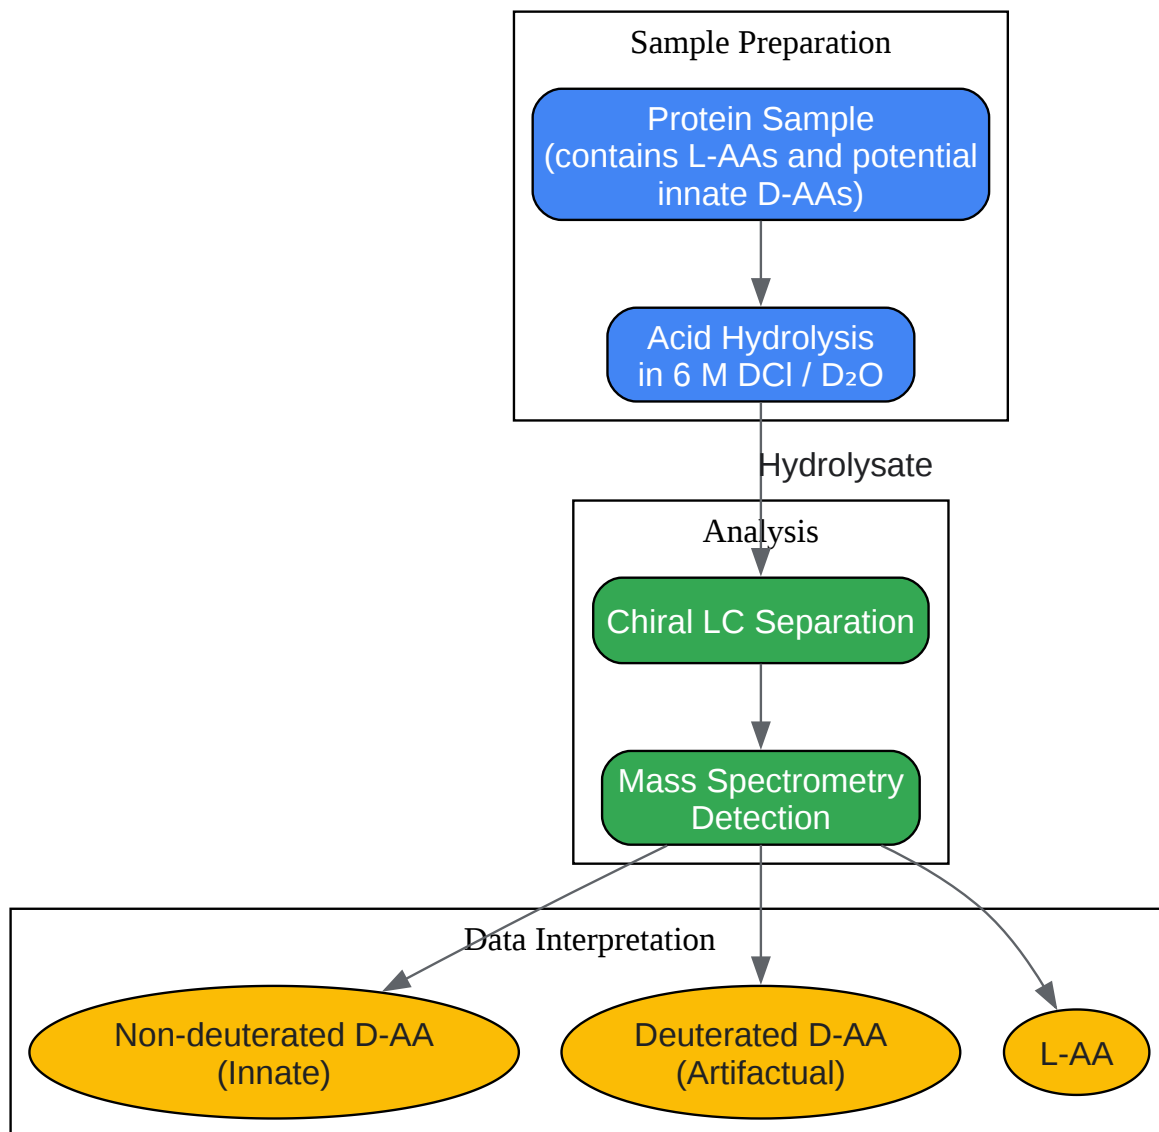 Sample Preparation
Protein Sample
(contains L-AAs and potential
innate D-AAs)
Acid Hydrolysis
in 6 M DCl / D₂O
Hydrolysate
Analysis
Chiral LC Separation
Mass Spectrometry
Detection
Data Interpretation
Non-deuterated D-AA
(Innate)
Deuterated D-AA
(Artifactual)
L-AA